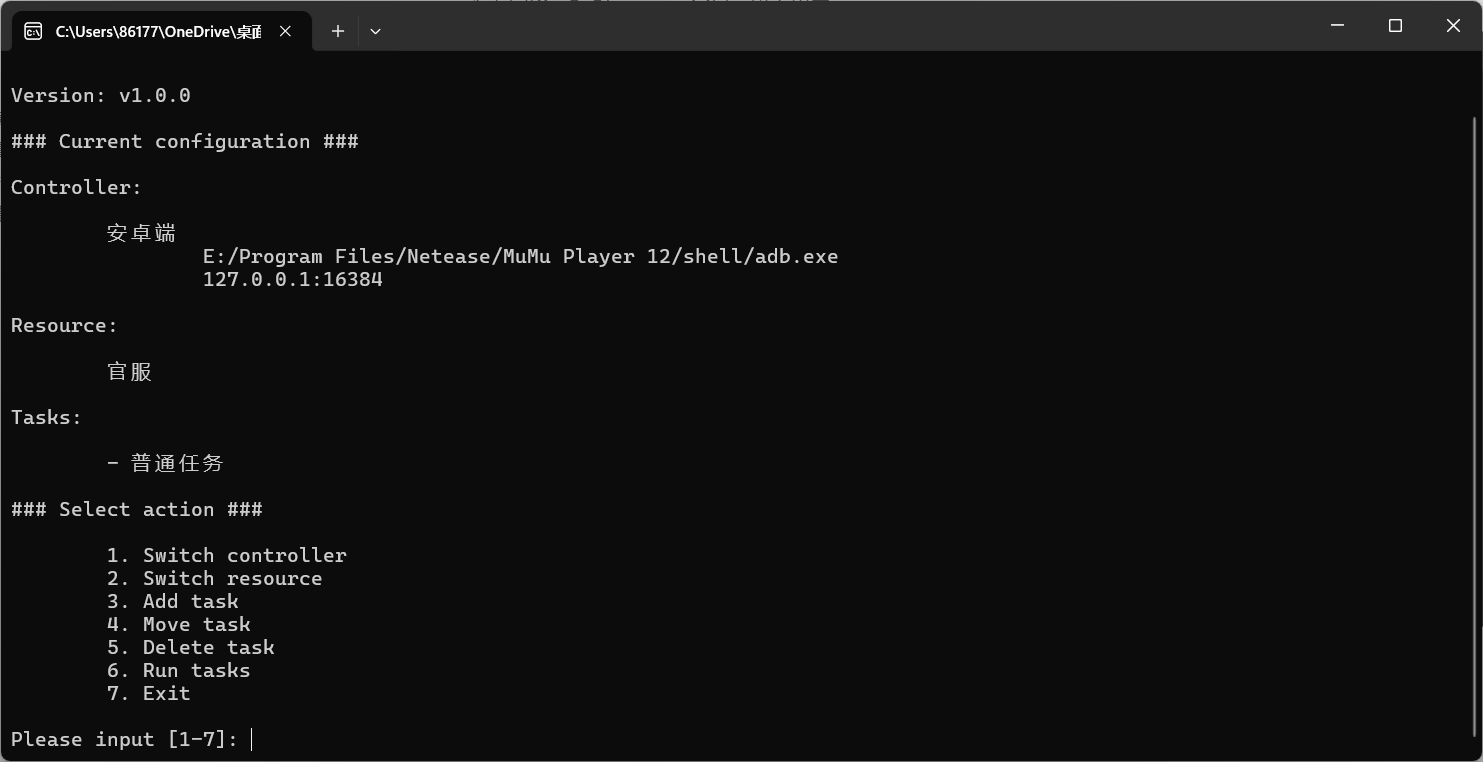 C:\Users\86177\OneDrive\桌面
Version: v1.0.0
### Current configuration ###
Controller:
安卓端
E:/Program Files/Netease/MuMu Player 12/shell/adb.exe
127.0.0.1:16384
Resource:
官服
Tasks:
- 普通任务
### Select action ###
1. Switch controller
2. Switch resource
3. Add task
4. Move task
5. Delete task
6. Run tasks
7. Exit
Please input [1-7]: